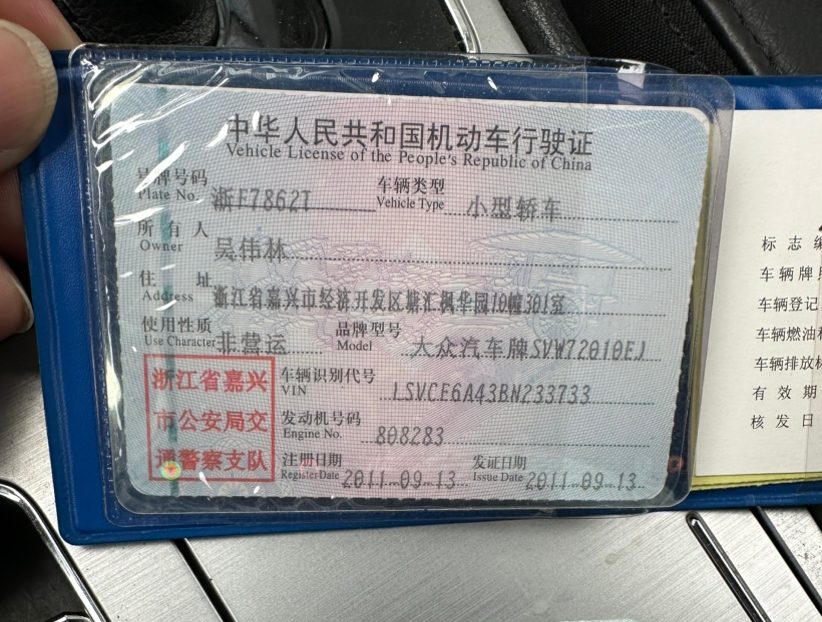 中华人民共和国机动车行驶证
Vehicle License of the People's Republic of China
号牌号码 浙F7862T 车辆类型 小型轿车
Plate No. Vehicle Type
所有人 吴伟林
Owner
住址 浙江省嘉兴市经济开发区塘汇枫华园10幢301室
Address
使用性质 非营运 品牌型号 大众汽车牌SVW72010EJ
Use Character Model
浙江省嘉兴
市公安局交
通警察支队
车辆识别代号 LSVCE6A43BN233733
VIN
发动机号码 808283
Engine No.
注册日期 2011-09-13 发证日期 2011-09-13
Register Date Issue Date
标志编
车辆牌
车辆登记
车辆燃油
车辆排放
有效期
核发日